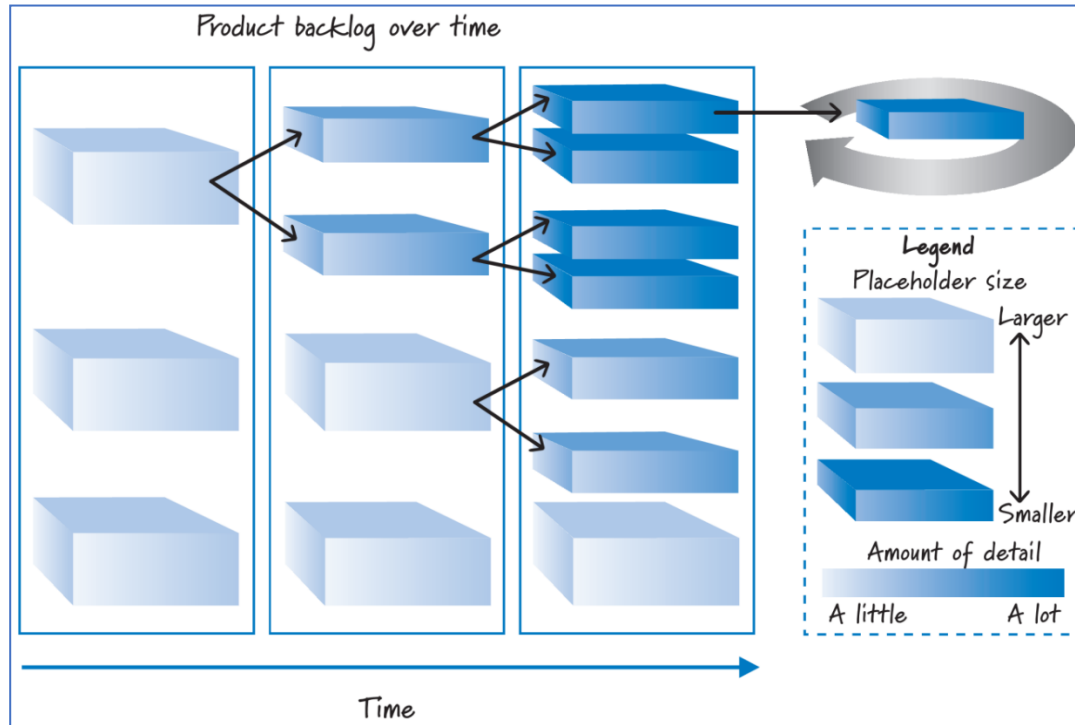 Product backlog over time
Legend
Placeholder size
Larger
Smaller
Amount of detail
A little
A lot
Time